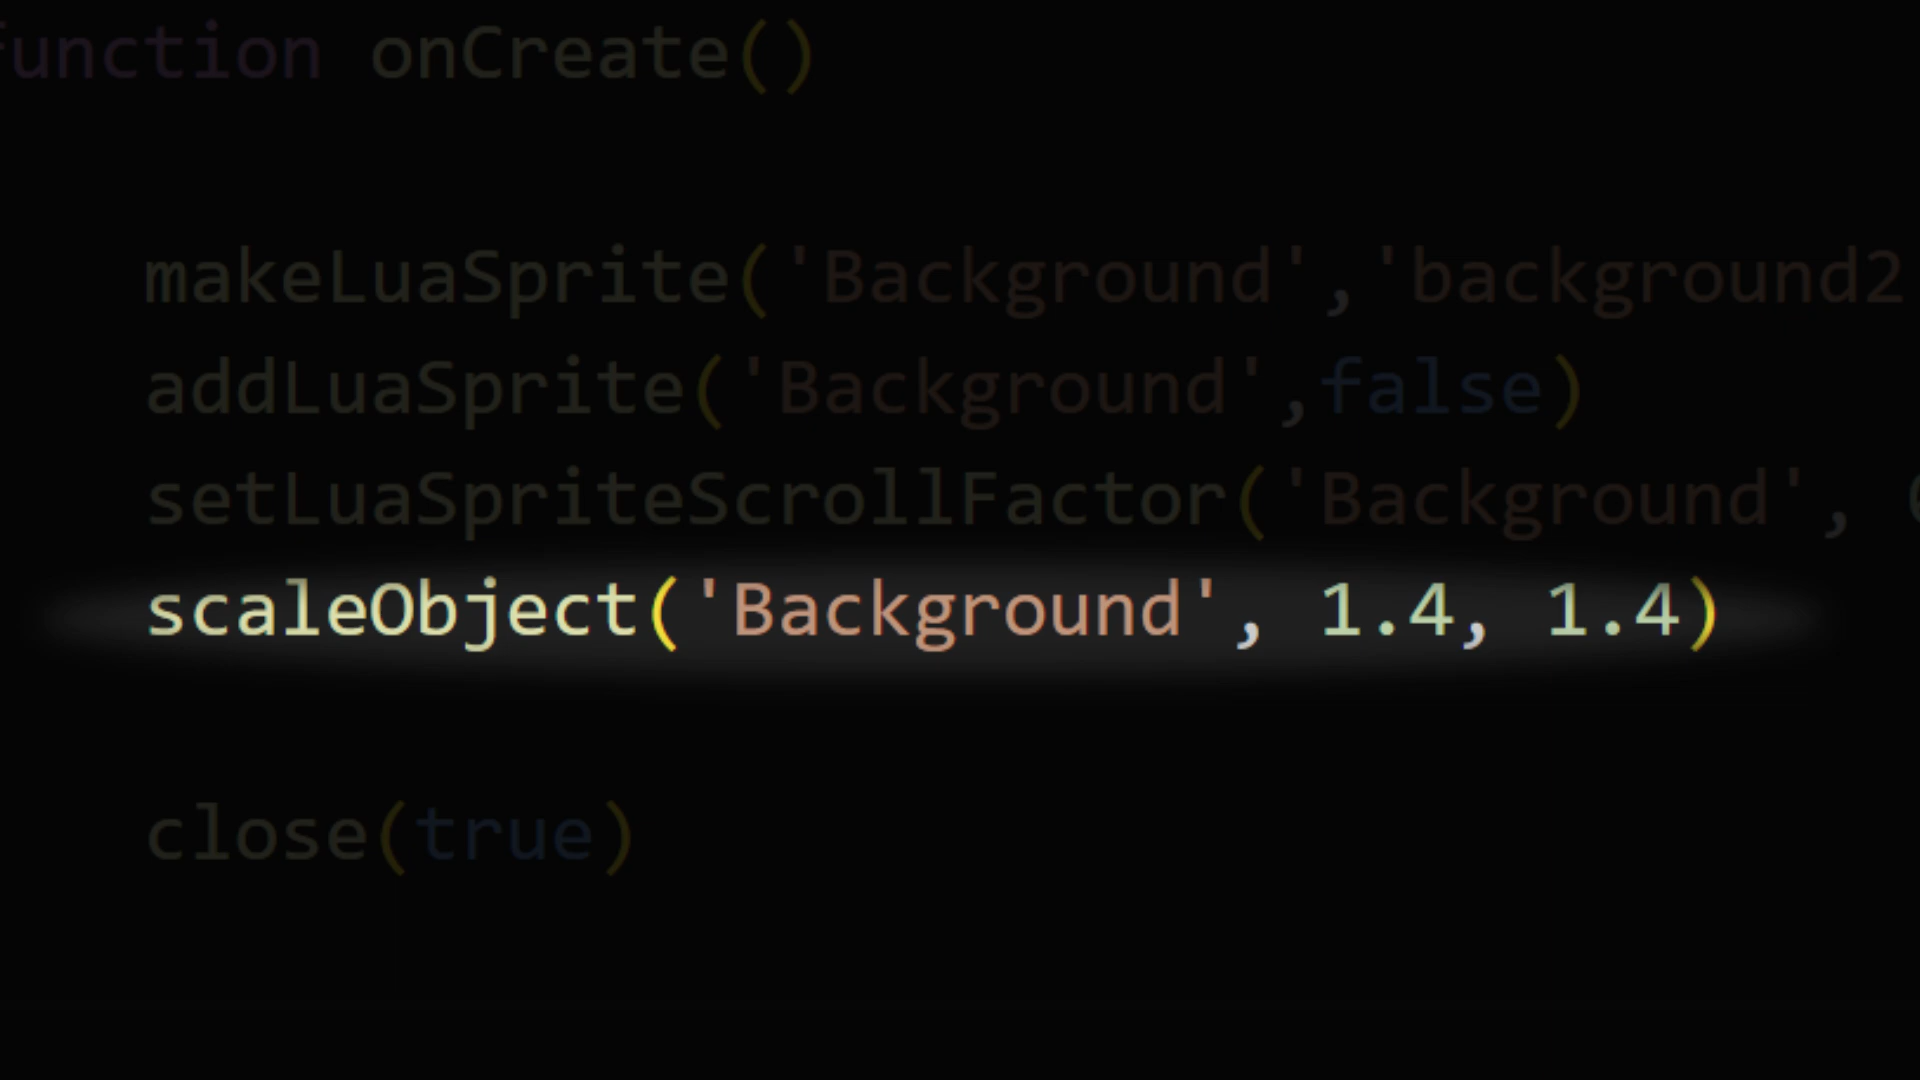 function onCreate()
makeLuaSprite('Background','background2
addLuaSprite('Background',false)
setLuaSpriteScrollFactor('Background',
scaleObject('Background', 1.4, 1.4)
close(true)